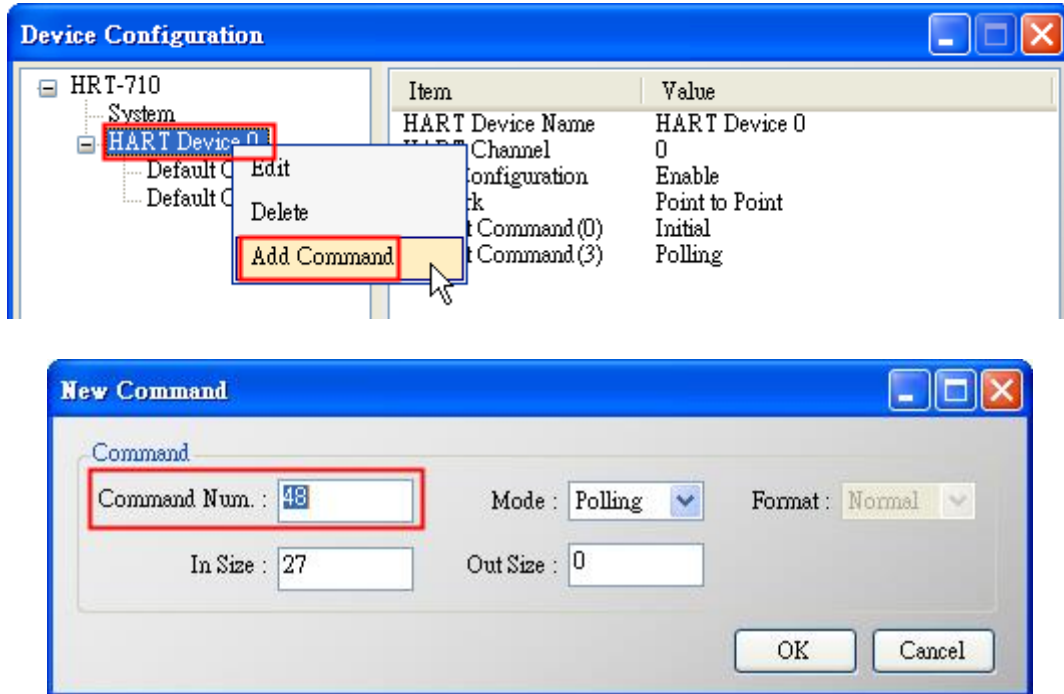 Device Configuration
HRT-710
System
HART Device 0
Default C
Default C
Edit
Delete
Add Command
Item Value
HART Device Name HART Device 0
Channel 0
onfiguration Enable
rk Point to Point
t Command(0) Initial
t Command(3) Polling
New Command
Command
Command Num. : 48 Mode : Polling Format : Normal
In Size : 27 Out Size : 0
OK Cancel